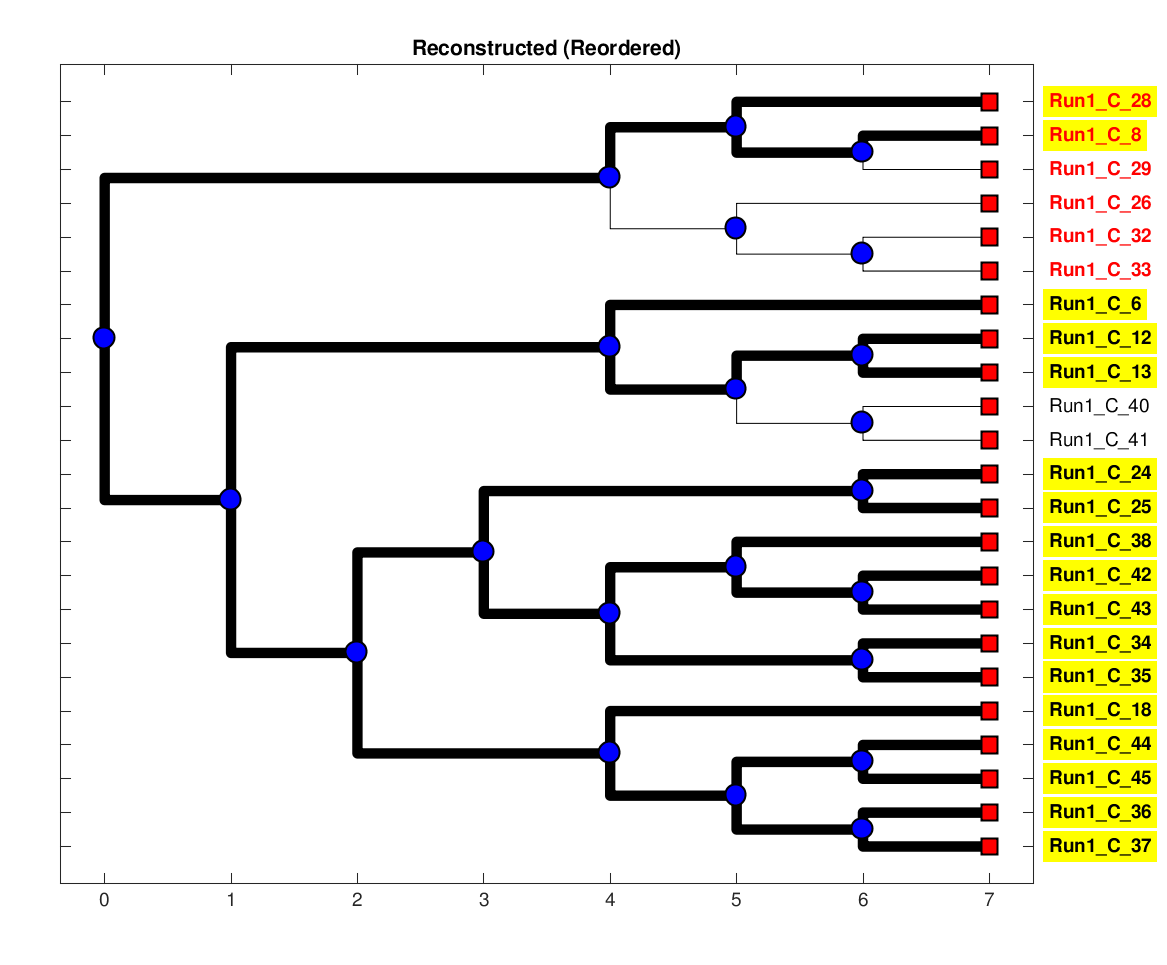 Reconstructed (Reordered)
Run1_C_28
Run1_C_8
Run1_C_29
Run1_C_26
Run1_C_32
Run1_C_33
Run1_C_6
Run1_C_12
Run1_C_13
Run1_C_40
Run1_C_41
Run1_C_24
Run1_C_25
Run1_C_38
Run1_C_42
Run1_C_43
Run1_C_34
Run1_C_35
Run1_C_18
Run1_C_44
Run1_C_45
Run1_C_36
Run1_C_37
0 1 2 3 4 5 6 7